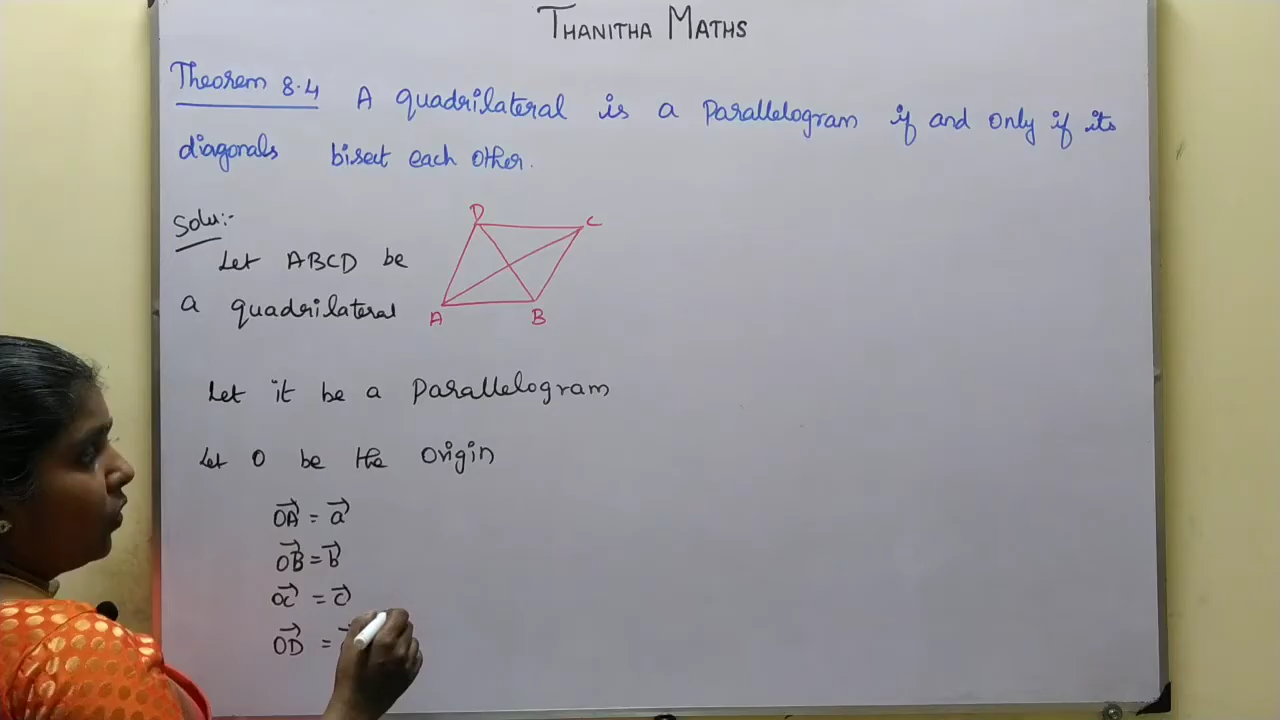 THANITHA MATHS
Theorem 8.4 A quadrilateral is a Parallelogram if and only if its
diagonals bisect each other.
Solu:-
Let ABCD be
a quadrilateral
D C
A B
Let it be a Parallelogram
Let O be the Origin
OA⃗ = a⃗
OB⃗ = b⃗
OC⃗ = c⃗
OD⃗ =